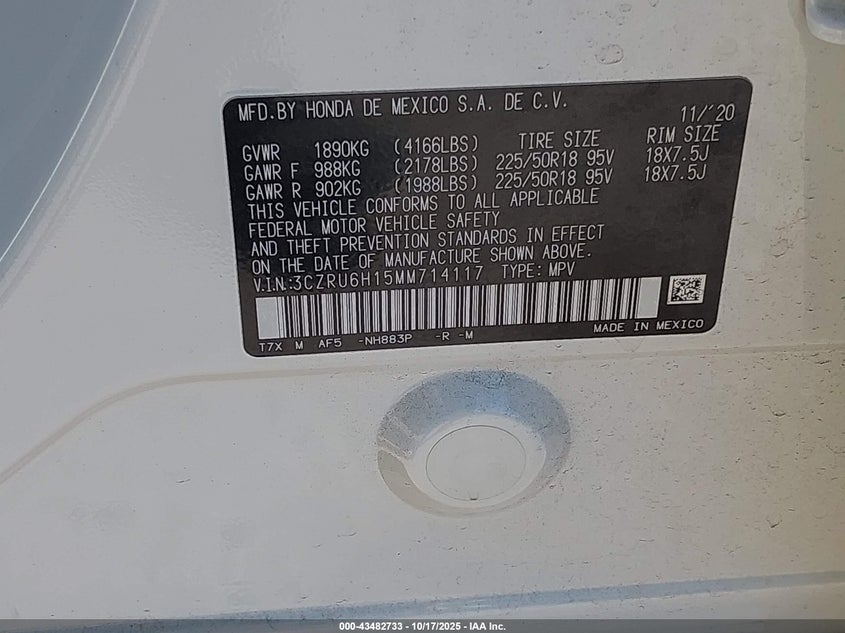 MFD.BY HONDA DE MEXICO S.A. DE C.V.
11/'20
GVWR 1890KG (4166LBS) TIRE SIZE RIM SIZE
GAWR F 988KG (2178LBS) 225/50R18 95V 18X7.5J
GAWR R 902KG (1988LBS) 225/50R18 95V 18X7.5J
THIS VEHICLE CONFORMS TO ALL APPLICABLE
FEDERAL MOTOR VEHICLE SAFETY
AND THEFT PREVENTION STANDARDS IN EFFECT
ON THE DATE OF MANUFACTURE SHOWN ABOVE.
V.I.N:3CZRU6H15MM714117 TYPE: MPV
T7X M AF5 -NH883P -R -M
MADE IN MEXICO
000-43482733 - 10/17/2025 - IAA Inc.